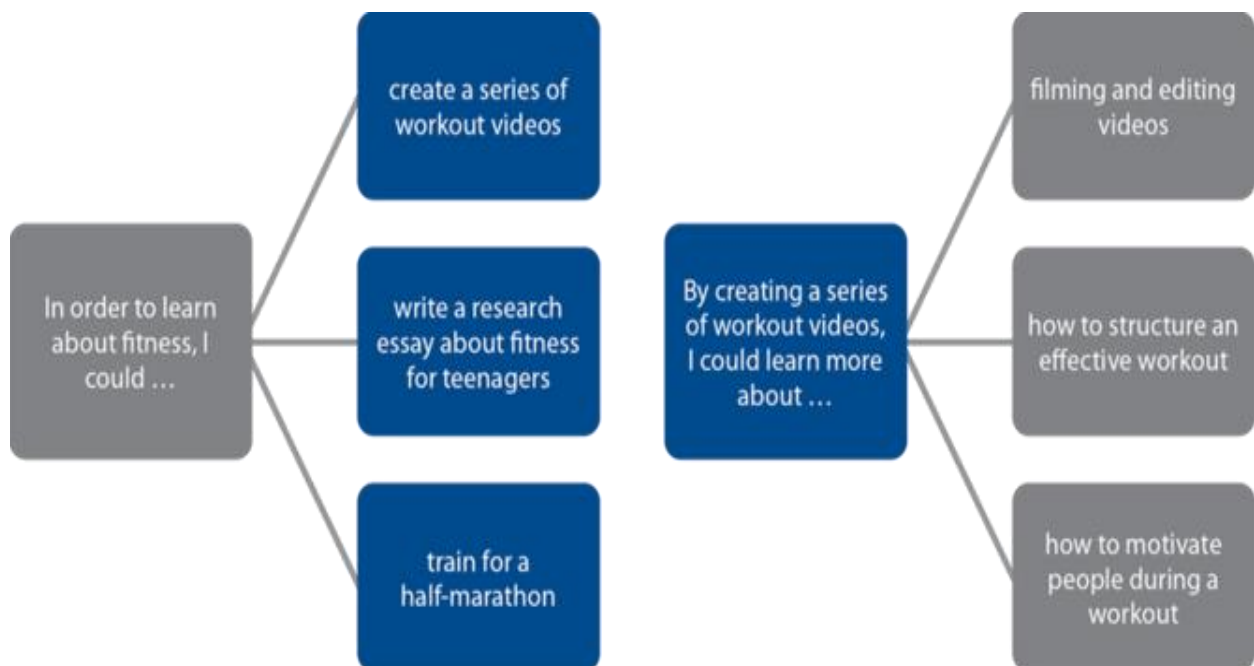 In order to learn
about fitness, I
could …
create a series of
workout videos
write a research
essay about fitness
for teenagers
train for a
half-marathon
By creating a series
of workout videos,
I could learn more
about …
filming and editing
videos
how to structure an
effective workout
how to motivate
people during a
workout